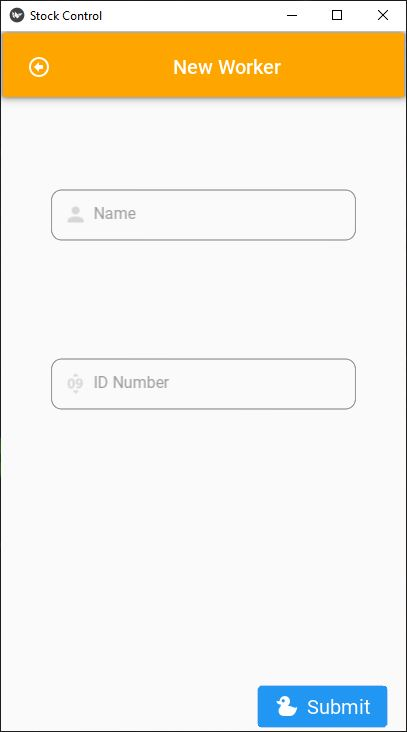 Stock Control
New Worker
Name
09
ID Number
Submit